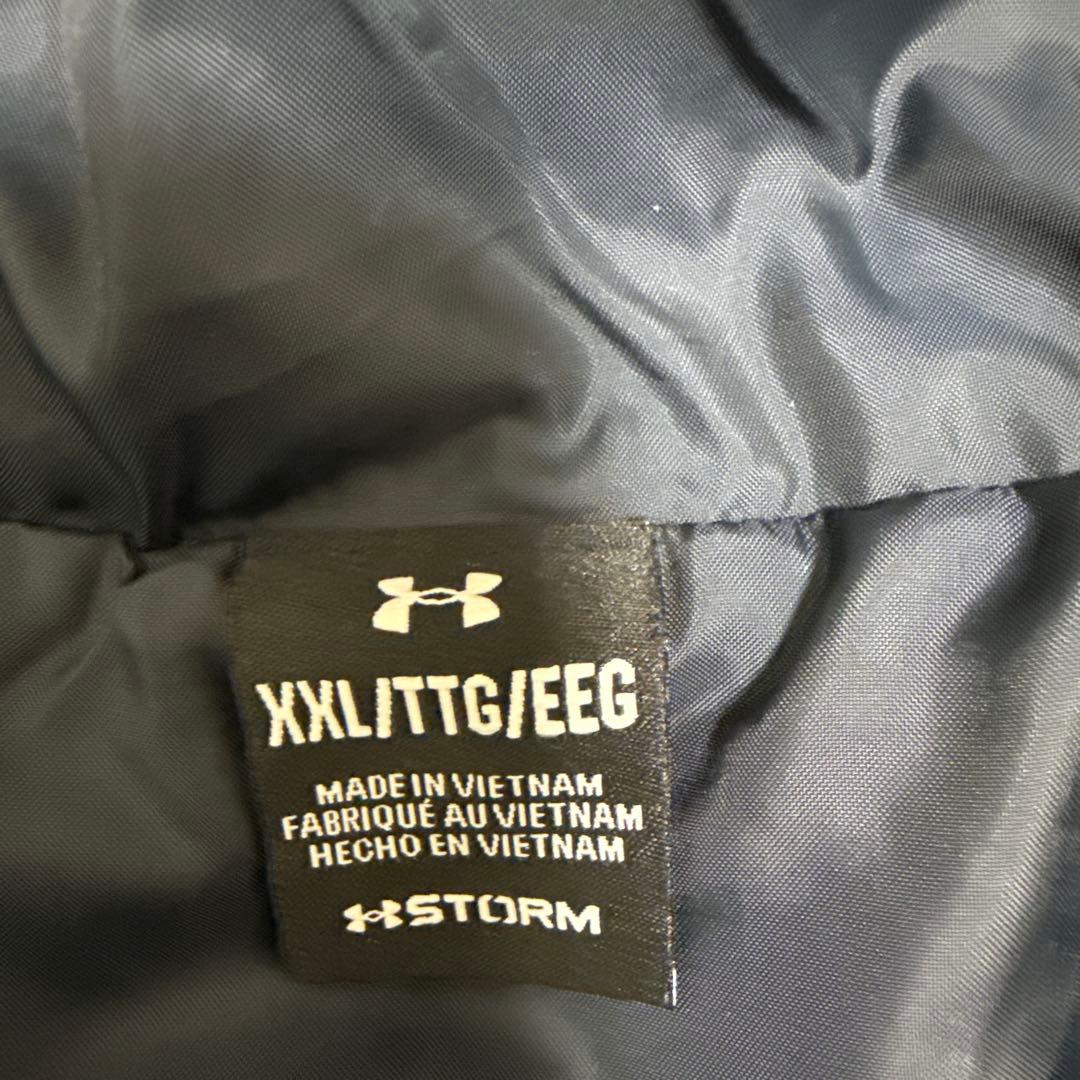 XXL/TTG/EEG
MADE IN VIETNAM
FABRIQUÉ AU VIETNAM
HECHO EN VIETNAM
STORM